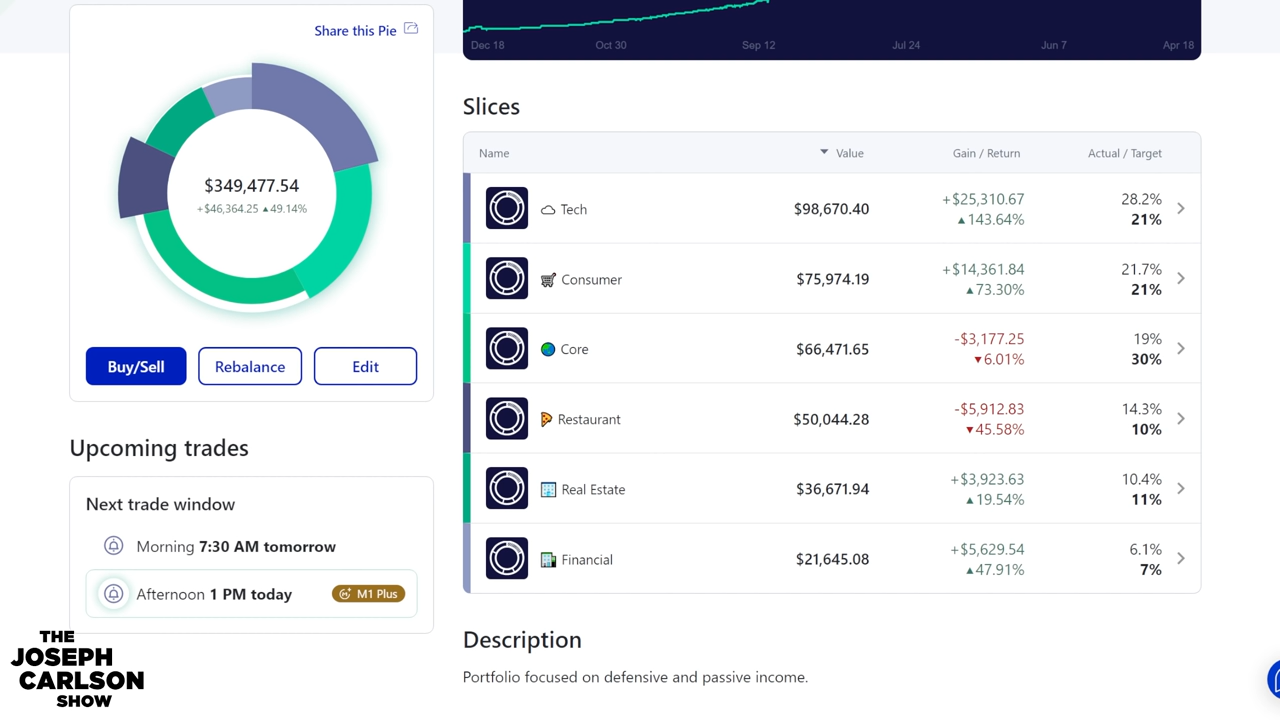 Share this Pie
$349,477.54
+$46,364.25 ▲49.14%
Buy/Sell
Rebalance
Edit
Upcoming trades
Next trade window
Morning 7:30 AM tomorrow
Afternoon 1 PM today
M1 Plus
THE
JOSEPH
CARLSON
SHOW
Dec 18 Oct 30 Sep 12 Jul 24 Jun 7 Apr 18
Slices
Name ▼ Value Gain / Return Actual / Target
Tech $98,670.40 +$25,310.67 28.2%
▲143.64% 21%
Consumer $75,974.19 +$14,361.84 21.7%
▲73.30% 21%
Core $66,471.65 -$3,177.25 19%
▼6.01% 30%
Restaurant $50,044.28 -$5,912.83 14.3%
▼45.58% 10%
Real Estate $36,671.94 +$3,923.63 10.4%
▲19.54% 11%
Financial $21,645.08 +$5,629.54 6.1%
▲47.91% 7%
Description
Portfolio focused on defensive and passive income.